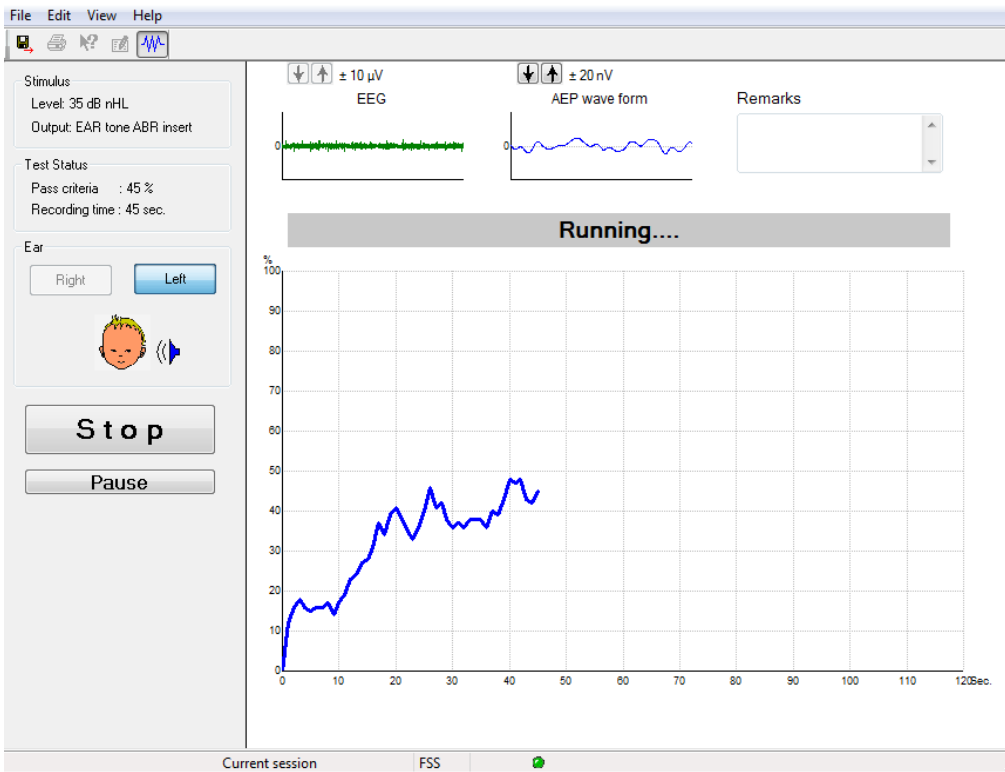 File Edit View Help
Stimulus
Level: 35 dB nHL
Output: EAR tone ABR insert
Test Status
Pass criteria : 45 %
Recording time : 45 sec.
Ear
Right Left
Stop
Pause
± 10 µV
EEG
0
± 20 nV
AEP wave form
0
Remarks
Running....
%
100
90
80
70
60
50
40
30
20
10
0
0 10 20 30 40 50 60 70 80 90 100 110 120 Sec.
Current session FSS